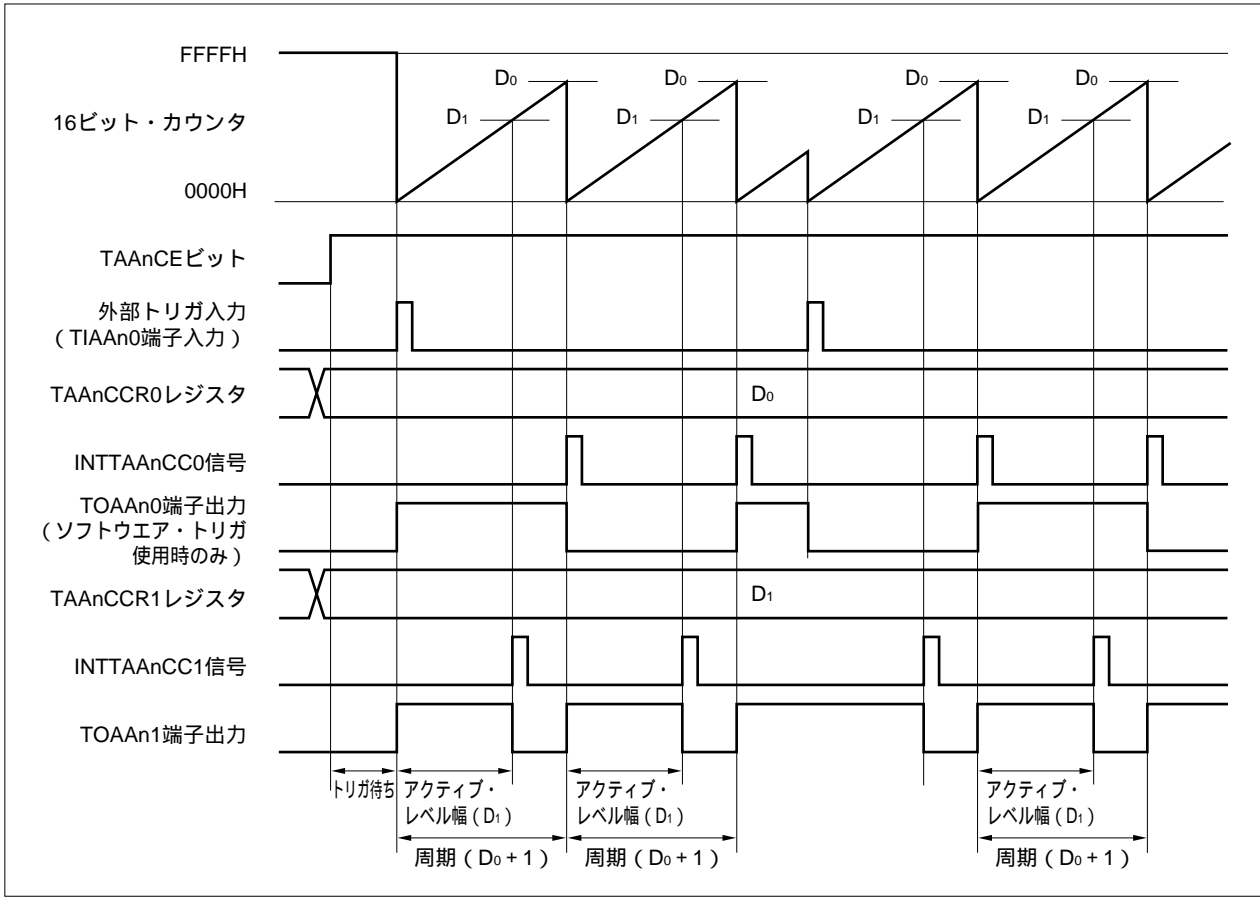 FFFFH
D₀ D₀ D₀ D₀
16ビット・カウンタ
D₁ D₁ D₁ D₁
0000H
TAAnCEビット
外部トリガ入力
（TIAAn0端子入力）
TAAnCCR0レジスタ
D₀
INTTAAnCC0信号
TOAAn0端子出力
（ソフトウエア・トリガ
使用時のみ）
TAAnCCR1レジスタ
D₁
INTTAAnCC1信号
TOAAn1端子出力
トリガ待ち
アクティブ・
レベル幅（D₁）
アクティブ・
レベル幅（D₁）
アクティブ・
レベル幅（D₁）
周期（D₀＋1）
周期（D₀＋1）
周期（D₀＋1）